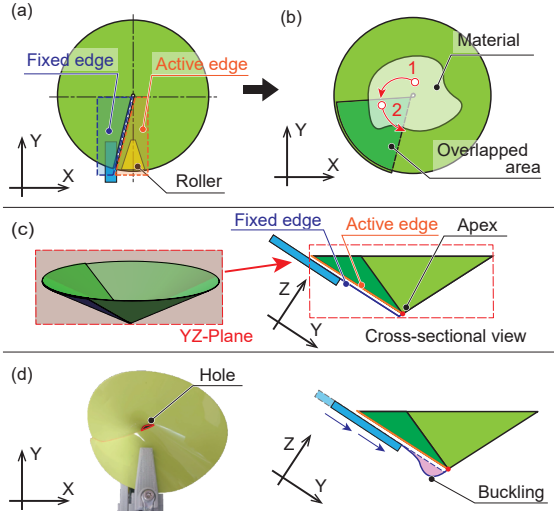 (a)
Fixed edge
Active edge
Y
X
Roller
(b)
Material
1
2
Y
X
Overlapped
area
(c)
YZ-Plane
Fixed edge
Active edge
Apex
Z
Y
Cross-sectional view
(d)
Hole
Y
X
Z
Y
Buckling